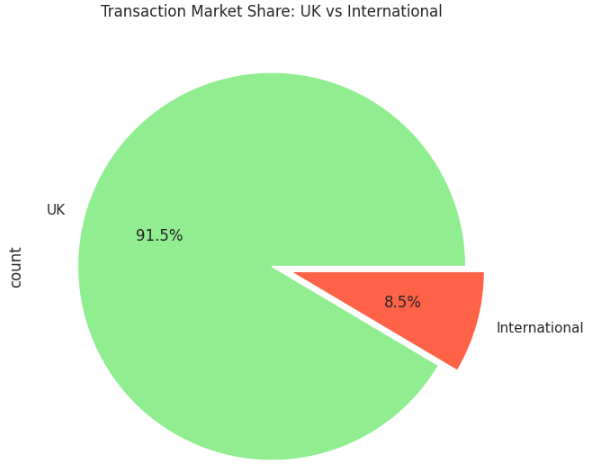 Transaction Market Share: UK vs International
UK
91.5%
count
8.5%
International